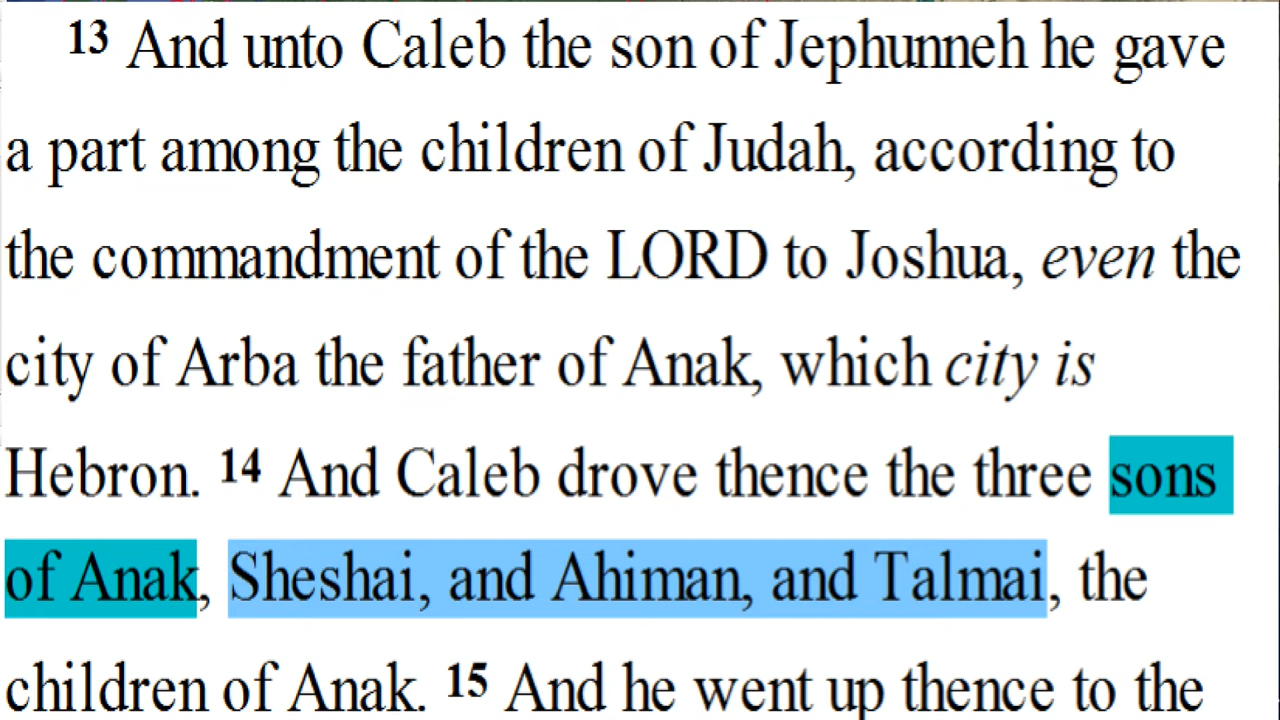 13 And unto Caleb the son of Jephunneh he gave
a part among the children of Judah, according to
the commandment of the LORD to Joshua, even the
city of Arba the father of Anak, which city is
Hebron. 14 And Caleb drove thence the three sons
of Anak, Sheshai, and Ahiman, and Talmai, the
children of Anak. 15 And he went up thence to the